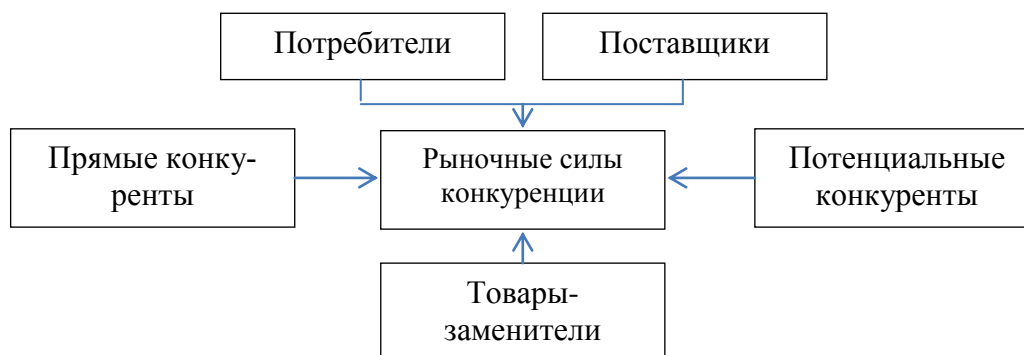 Потребители
Поставщики
Прямые конку-
ренты
Рыночные силы
конкуренции
Потенциальные
конкуренты
Товары-
заменители